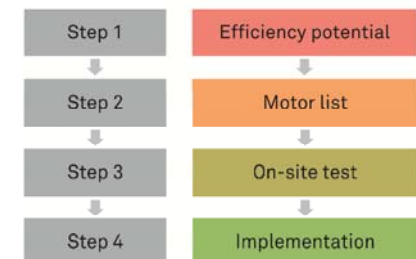 Step 1 Efficiency potential
Step 2 Motor list
Step 3 On-site test
Step 4 Implementation